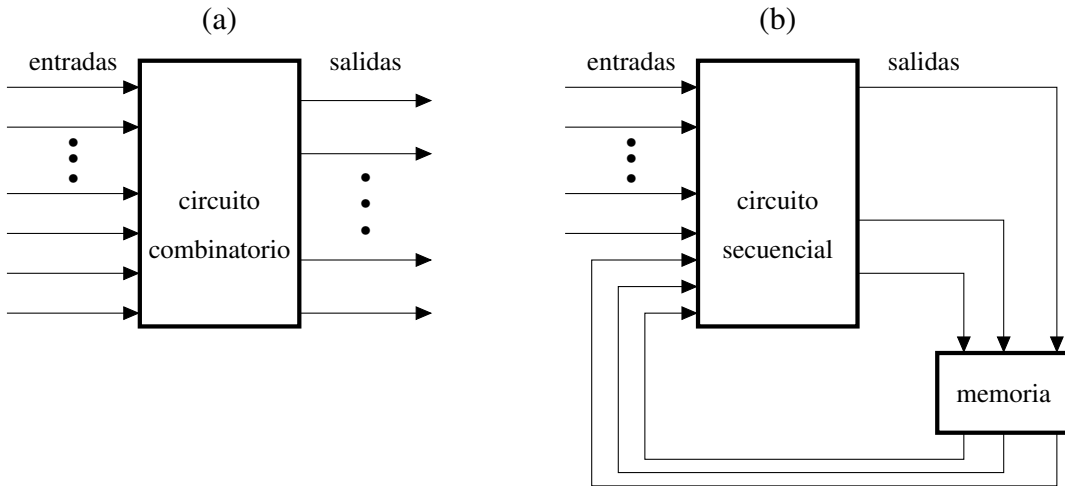 (a)
entradas
salidas
circuito
combinatorio
(b)
entradas
salidas
circuito
secuencial
memoria